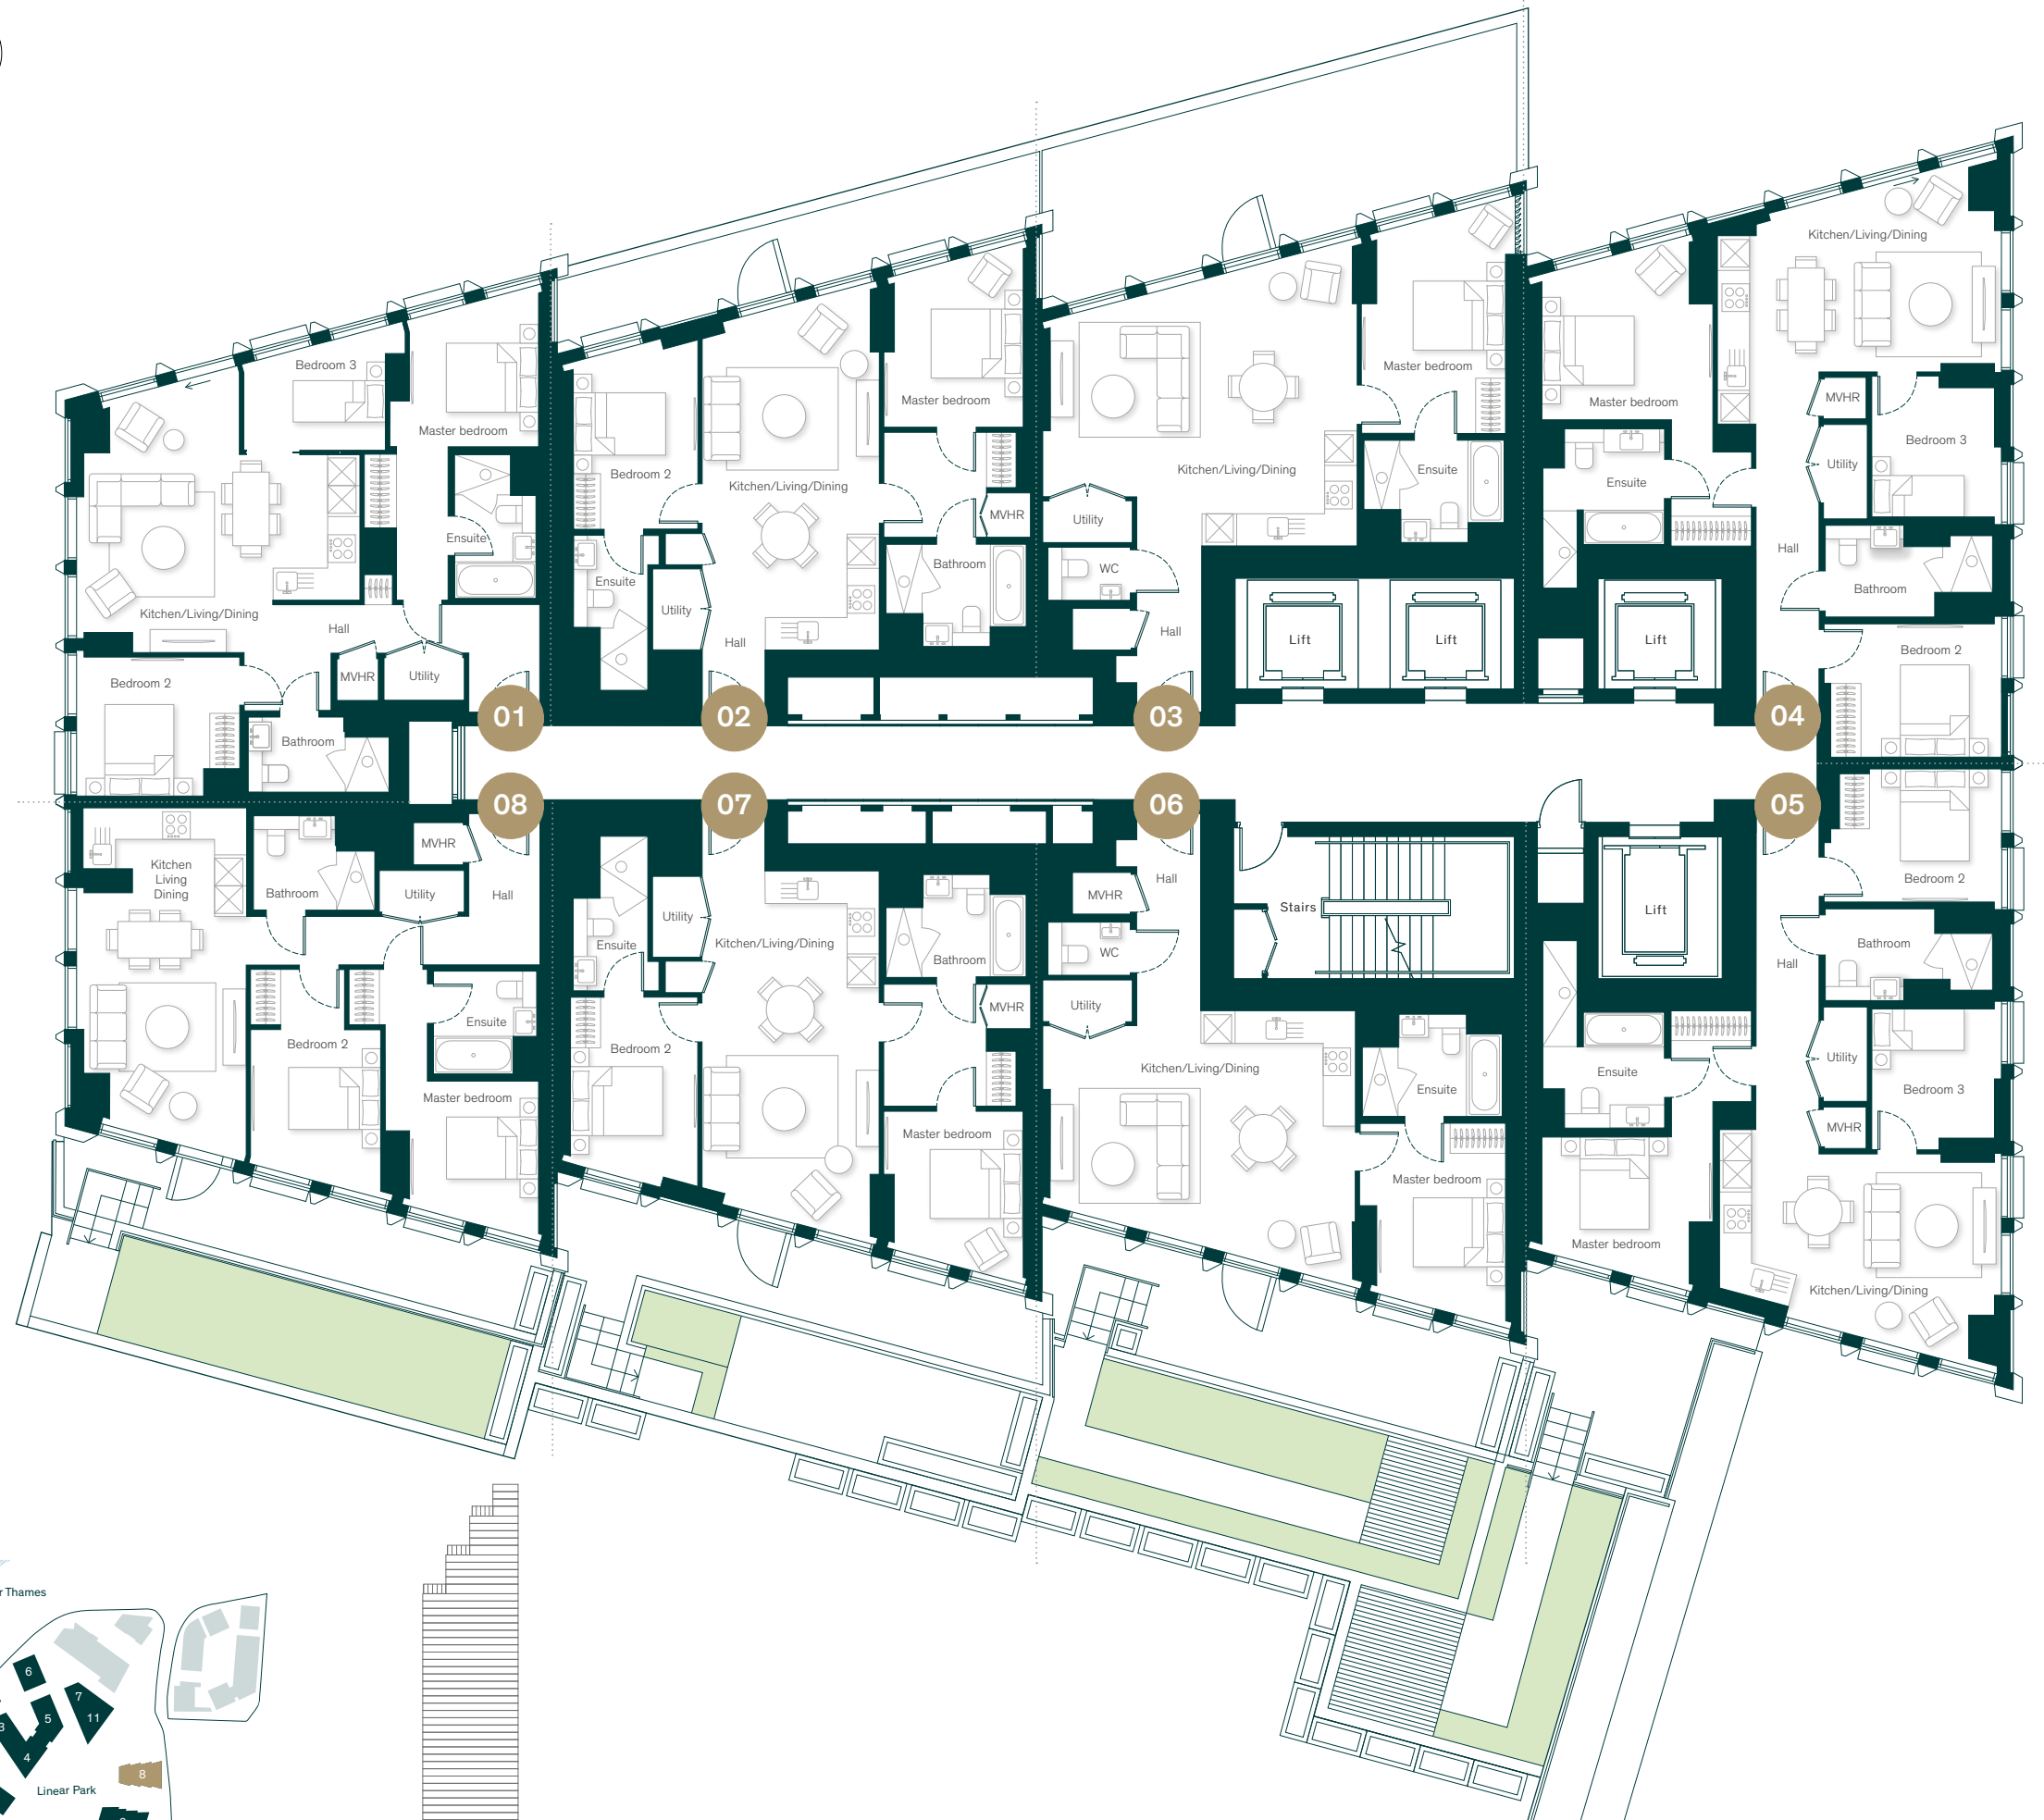 Kitchen/Living/Dining
Bedroom 3
Master bedroom
Ensuite
Hall
MVHR
Utility
Bedroom 2
Bathroom
01
Bedroom 2
Kitchen/Living/Dining
Master bedroom
Ensuite
Utility
Hall
MVHR
Bathroom
02
Kitchen/Living/Dining
Master bedroom
Ensuite
Utility
WC
Hall
03
Lift
Lift
Lift
Kitchen/Living/Dining
Master bedroom
Ensuite
MVHR
Utility
Bedroom 3
Hall
Bathroom
Bedroom 2
04
08
Kitchen
Living
Dining
Bathroom
MVHR
Utility
Hall
Bedroom 2
Ensuite
Master bedroom
07
Utility
Ensuite
Kitchen/Living/Dining
Bathroom
MVHR
Bedroom 2
Master bedroom
06
Hall
MVHR
WC
Utility
Kitchen/Living/Dining
Ensuite
Master bedroom
Stairs
Lift
05
Bedroom 2
Bathroom
Hall
Utility
Ensuite
Bedroom 3
MVHR
Master bedroom
Kitchen/Living/Dining
r Thames
6
7
5
11
3
4
8
Linear Park